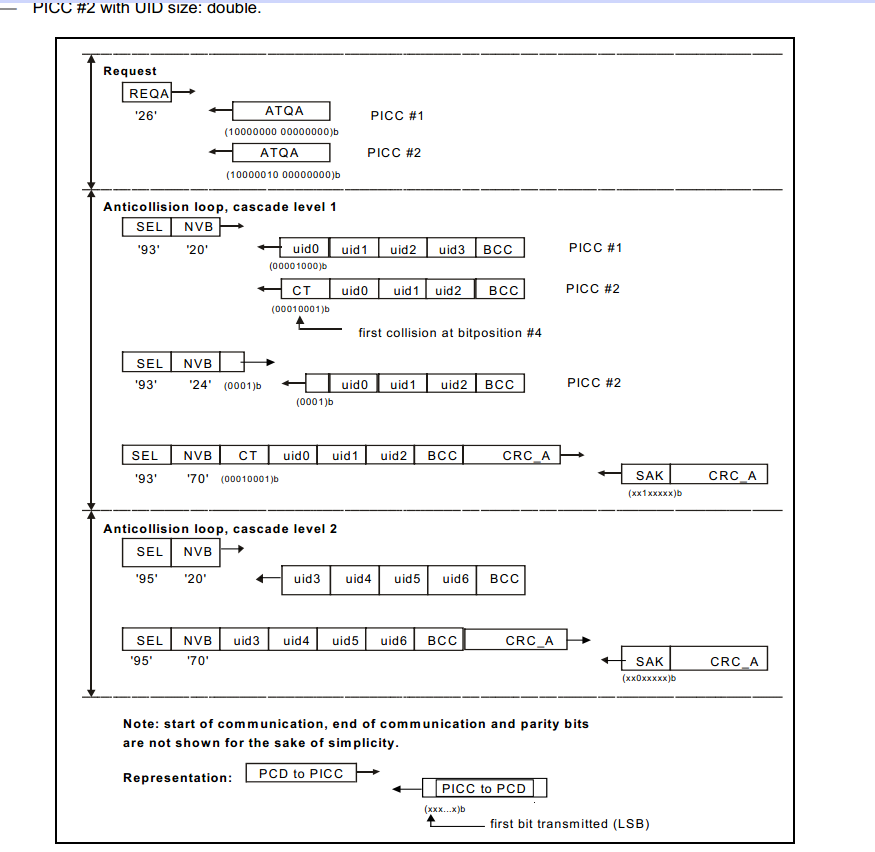 — PICC #2 with UID size: double.
Request
REQA
'26'
ATQA PICC #1
(10000000 00000000)b
ATQA PICC #2
(10000010 00000000)b
Anticollision loop, cascade level 1
SEL NVB
'93' '20'
uid0 uid1 uid2 uid3 BCC PICC #1
(00001000)b
CT uid0 uid1 uid2 BCC PICC #2
(00010001)b
first collision at bitposition #4
SEL NVB
'93' '24' (0001)b
uid0 uid1 uid2 BCC PICC #2
(0001)b
SEL NVB CT uid0 uid1 uid2 BCC CRC_A
'93' '70' (00010001)b
SAK CRC_A
(xx1xxxxx)b
Anticollision loop, cascade level 2
SEL NVB
'95' '20'
uid3 uid4 uid5 uid6 BCC
SEL NVB uid3 uid4 uid5 uid6 BCC CRC_A
'95' '70'
SAK CRC_A
(xx0xxxxx)b
Note: start of communication, end of communication and parity bits
are not shown for the sake of simplicity.
Representation: PCD to PICC
PICC to PCD
(xxx...x)b
first bit transmitted (LSB)